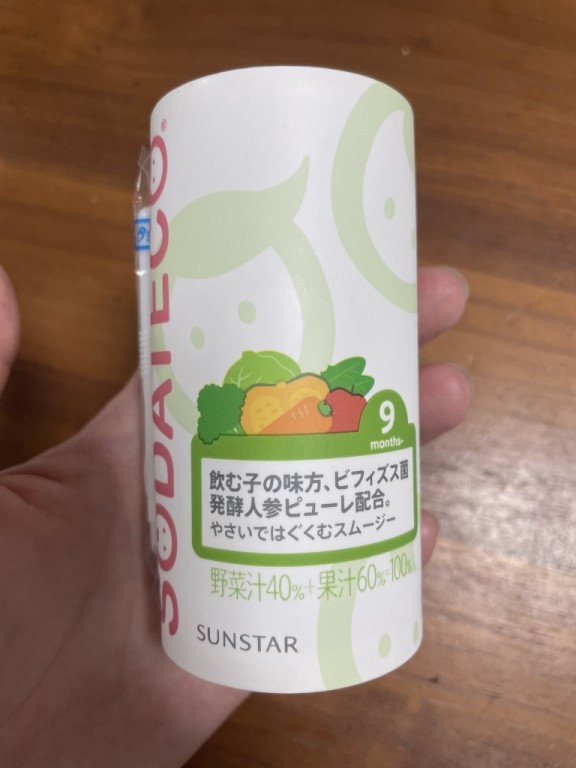 SODATECO®
9
months~
飲む子の味方、ビフィズス菌
発酵人参ピューレ配合。
やさいではぐくむスムージー
野菜汁40%+果汁60%=100%
SUNSTAR